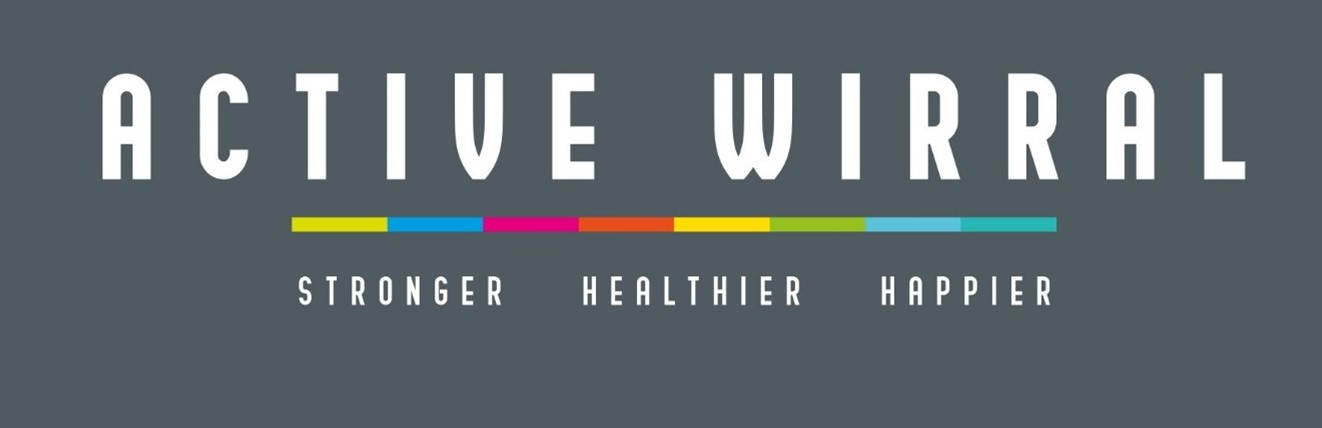 ACTIVE WIRRAL
STRONGER HEALTHIER HAPPIER